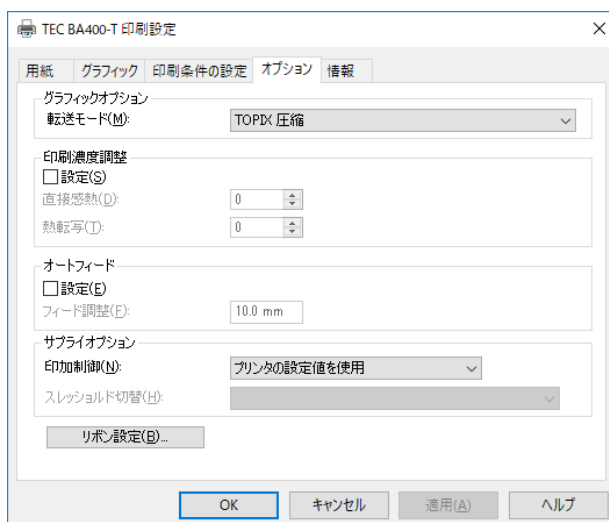 TEC BA400-T 印刷設定
用紙 グラフィック 印刷条件の設定 オプション 情報
グラフィックオプション
転送モード(M): TOPIX 圧縮
印刷濃度調整
設定(S)
直接感熱(D): 0
熱転写(T): 0
オートフィード
設定(E)
フィード調整(F): 10.0 mm
サプライオプション
印加制御(N): プリンタの設定値を使用
スレッショルド切替(H):
リボン設定(B)...
OK キャンセル 適用(A) ヘルプ